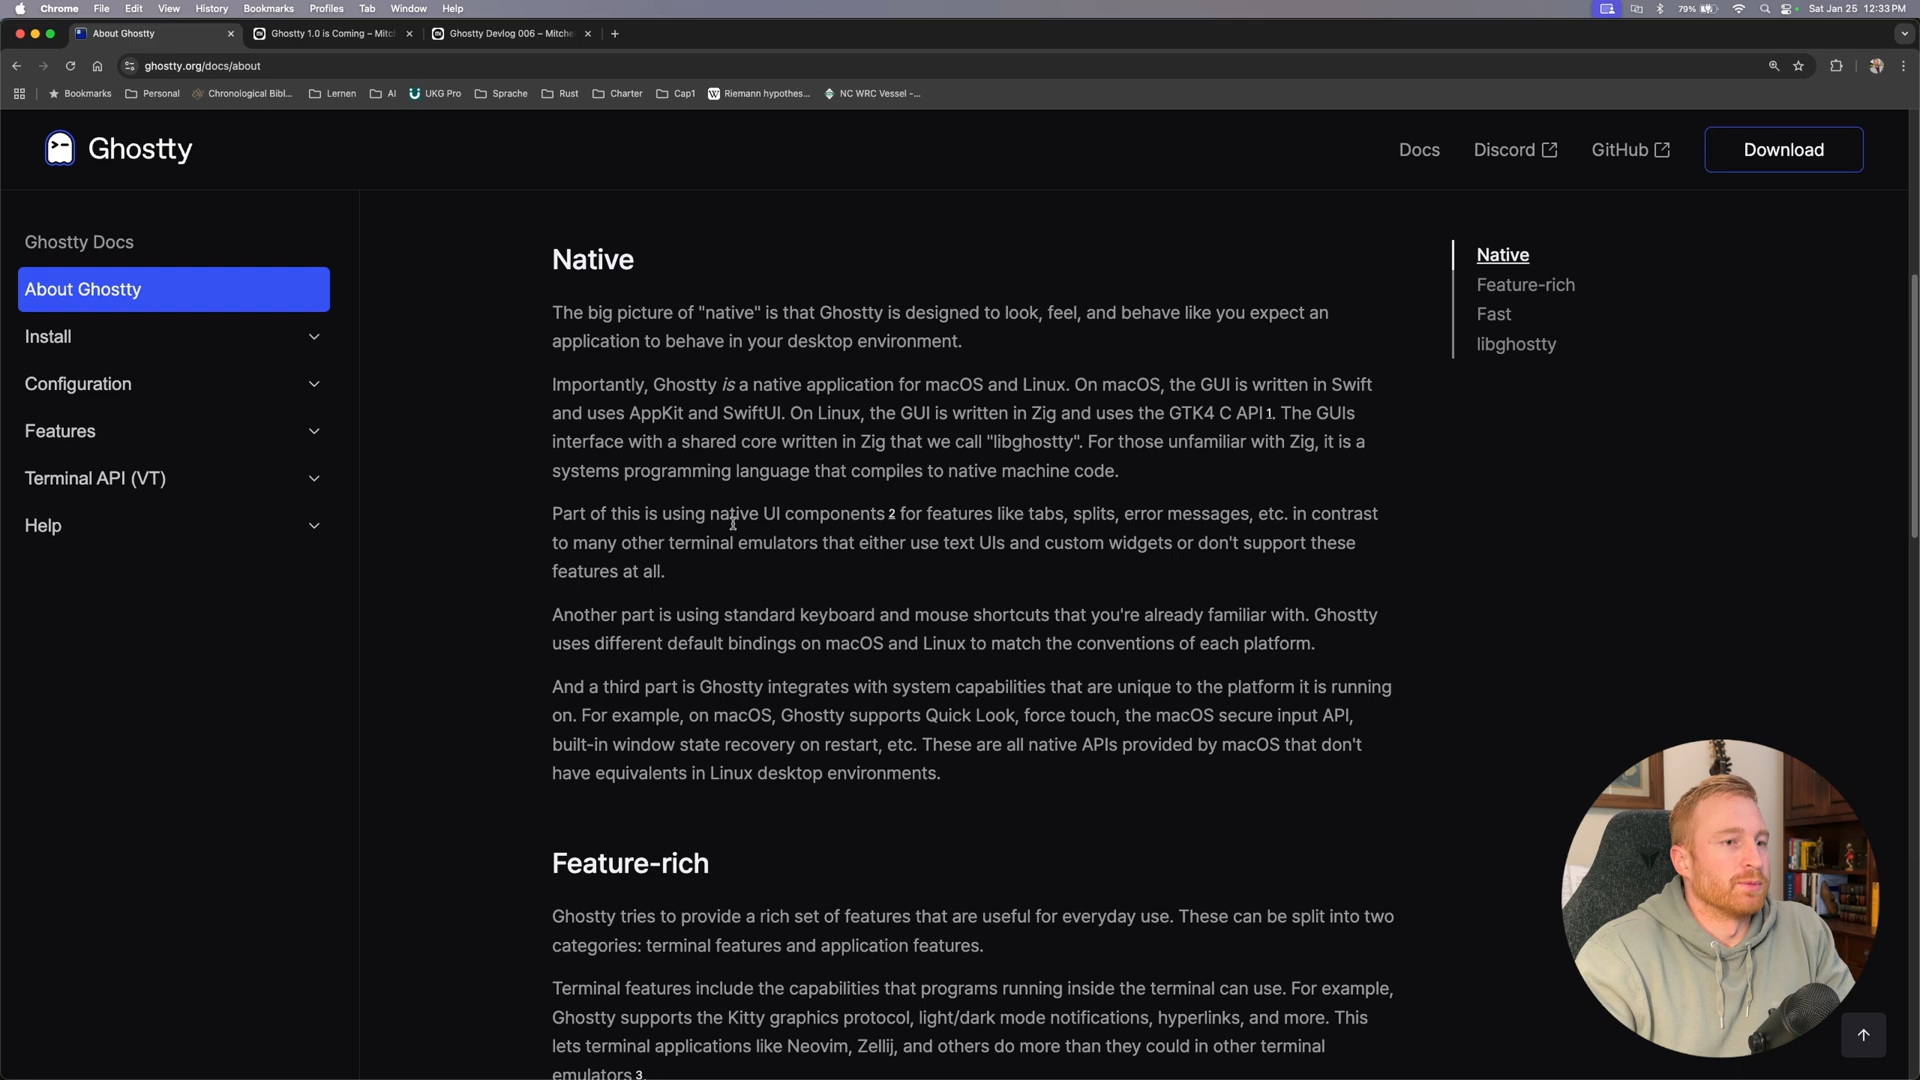 Chrome File Edit View History Bookmarks Profiles Tab Window Help 79% Sat Jan 25 12:33 PM
About Ghostty Ghostty 1.0 is Coming – Mitc Ghostty Devlog 006 – Mitche
ghostty.org/docs/about
Bookmarks Personal Chronological Bibl... Lernen AI UKG Pro Sprache Rust Charter Cap1 Riemann hypothes... NC WRC Vessel -...
Ghostty
Docs Discord GitHub Download
Ghostty Docs
About Ghostty
Install
Configuration
Features
Terminal API (VT)
Help
Native
The big picture of "native" is that Ghostty is designed to look, feel, and behave like you expect an
application to behave in your desktop environment.
Importantly, Ghostty is a native application for macOS and Linux. On macOS, the GUI is written in Swift
and uses AppKit and SwiftUI. On Linux, the GUI is written in Zig and uses the GTK4 C API 1. The GUIs
interface with a shared core written in Zig that we call "libghostty". For those unfamiliar with Zig, it is a
systems programming language that compiles to native machine code.
Part of this is using native UI components 2 for features like tabs, splits, error messages, etc. in contrast
to many other terminal emulators that either use text UIs and custom widgets or don't support these
features at all.
Another part is using standard keyboard and mouse shortcuts that you're already familiar with. Ghostty
uses different default bindings on macOS and Linux to match the conventions of each platform.
And a third part is Ghostty integrates with system capabilities that are unique to the platform it is running
on. For example, on macOS, Ghostty supports Quick Look, force touch, the macOS secure input API,
built-in window state recovery on restart, etc. These are all native APIs provided by macOS that don't
have equivalents in Linux desktop environments.
Feature-rich
Ghostty tries to provide a rich set of features that are useful for everyday use. These can be split into two
categories: terminal features and application features.
Terminal features include the capabilities that programs running inside the terminal can use. For example,
Ghostty supports the Kitty graphics protocol, light/dark mode notifications, hyperlinks, and more. This
lets terminal applications like Neovim, Zellij, and others do more than they could in other terminal
emulators 3.
Native
Feature-rich
Fast
libghostty